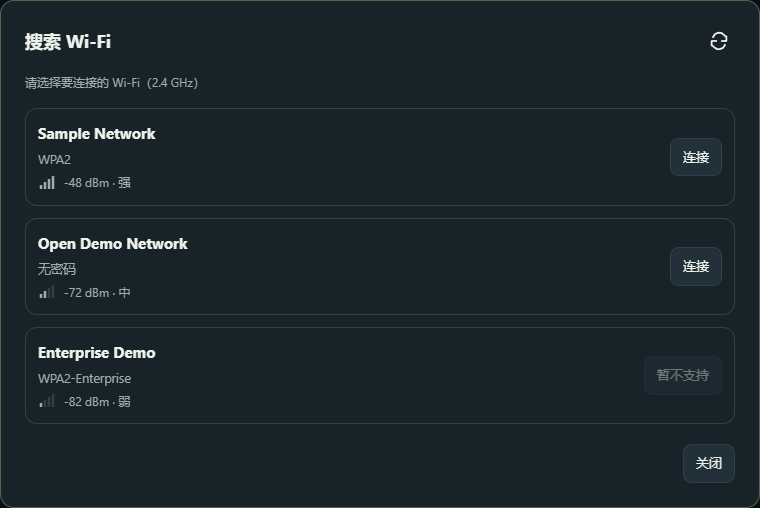 搜索 Wi-Fi
请选择要连接的 Wi-Fi（2.4 GHz）
Sample Network
WPA2
连接
-48 dBm · 强
Open Demo Network
无密码
连接
-72 dBm · 中
Enterprise Demo
WPA2-Enterprise
暂不支持
-82 dBm · 弱
关闭